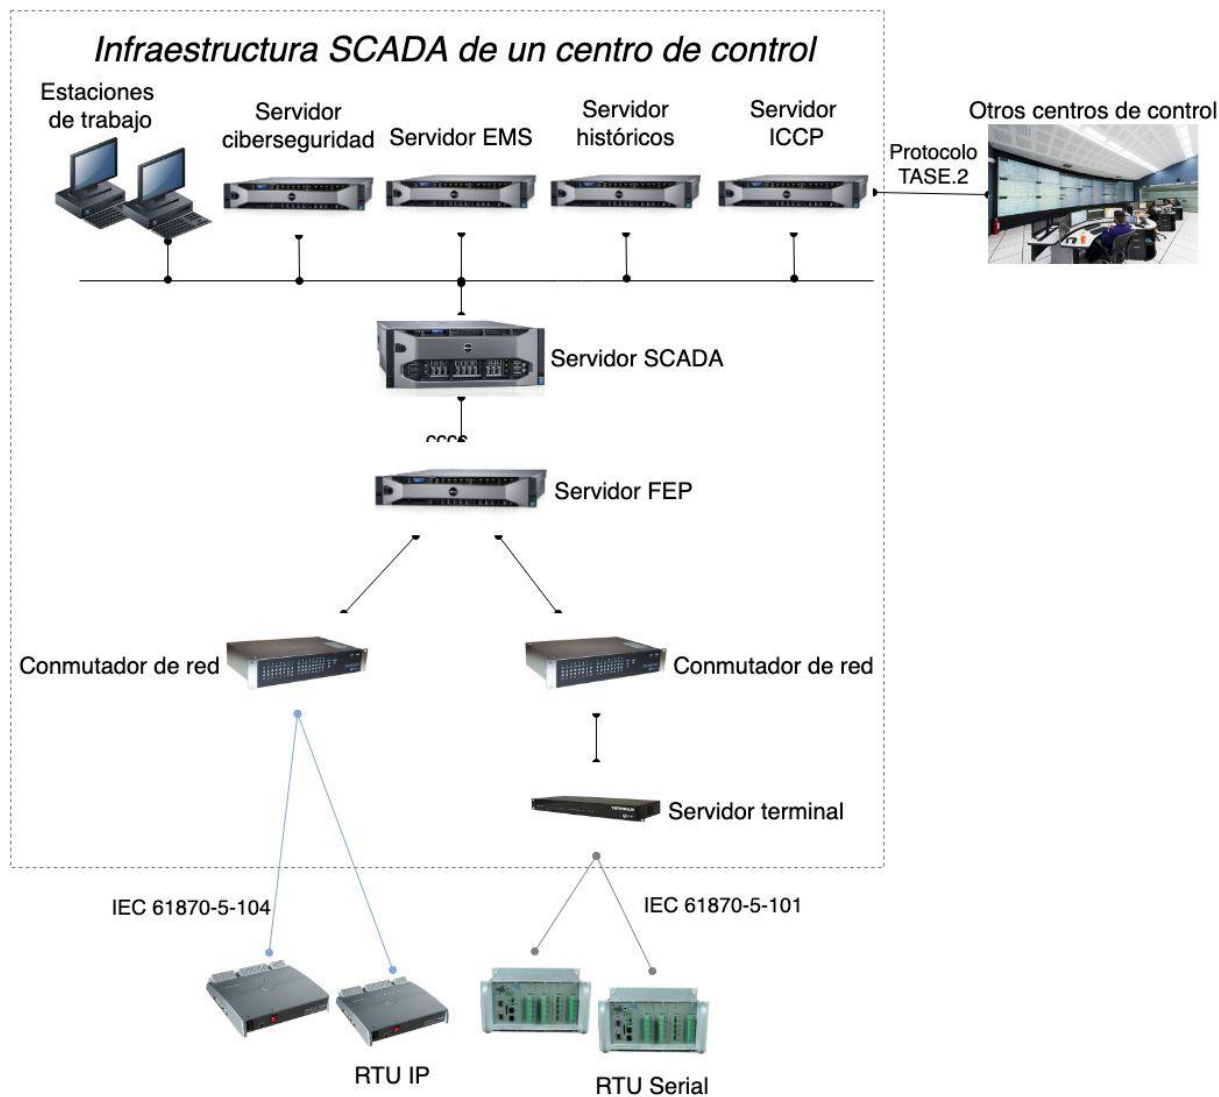 Infraestructura SCADA de un centro de control
Estaciones
de trabajo
Servidor
ciberseguridad
Servidor EMS
Servidor
históricos
Servidor
ICCP
Otros centros de control
Protocolo
TASE.2
Servidor SCADA
Servidor FEP
Conmutador de red
Conmutador de red
Servidor terminal
IEC 61870-5-104
IEC 61870-5-101
RTU IP
RTU Serial